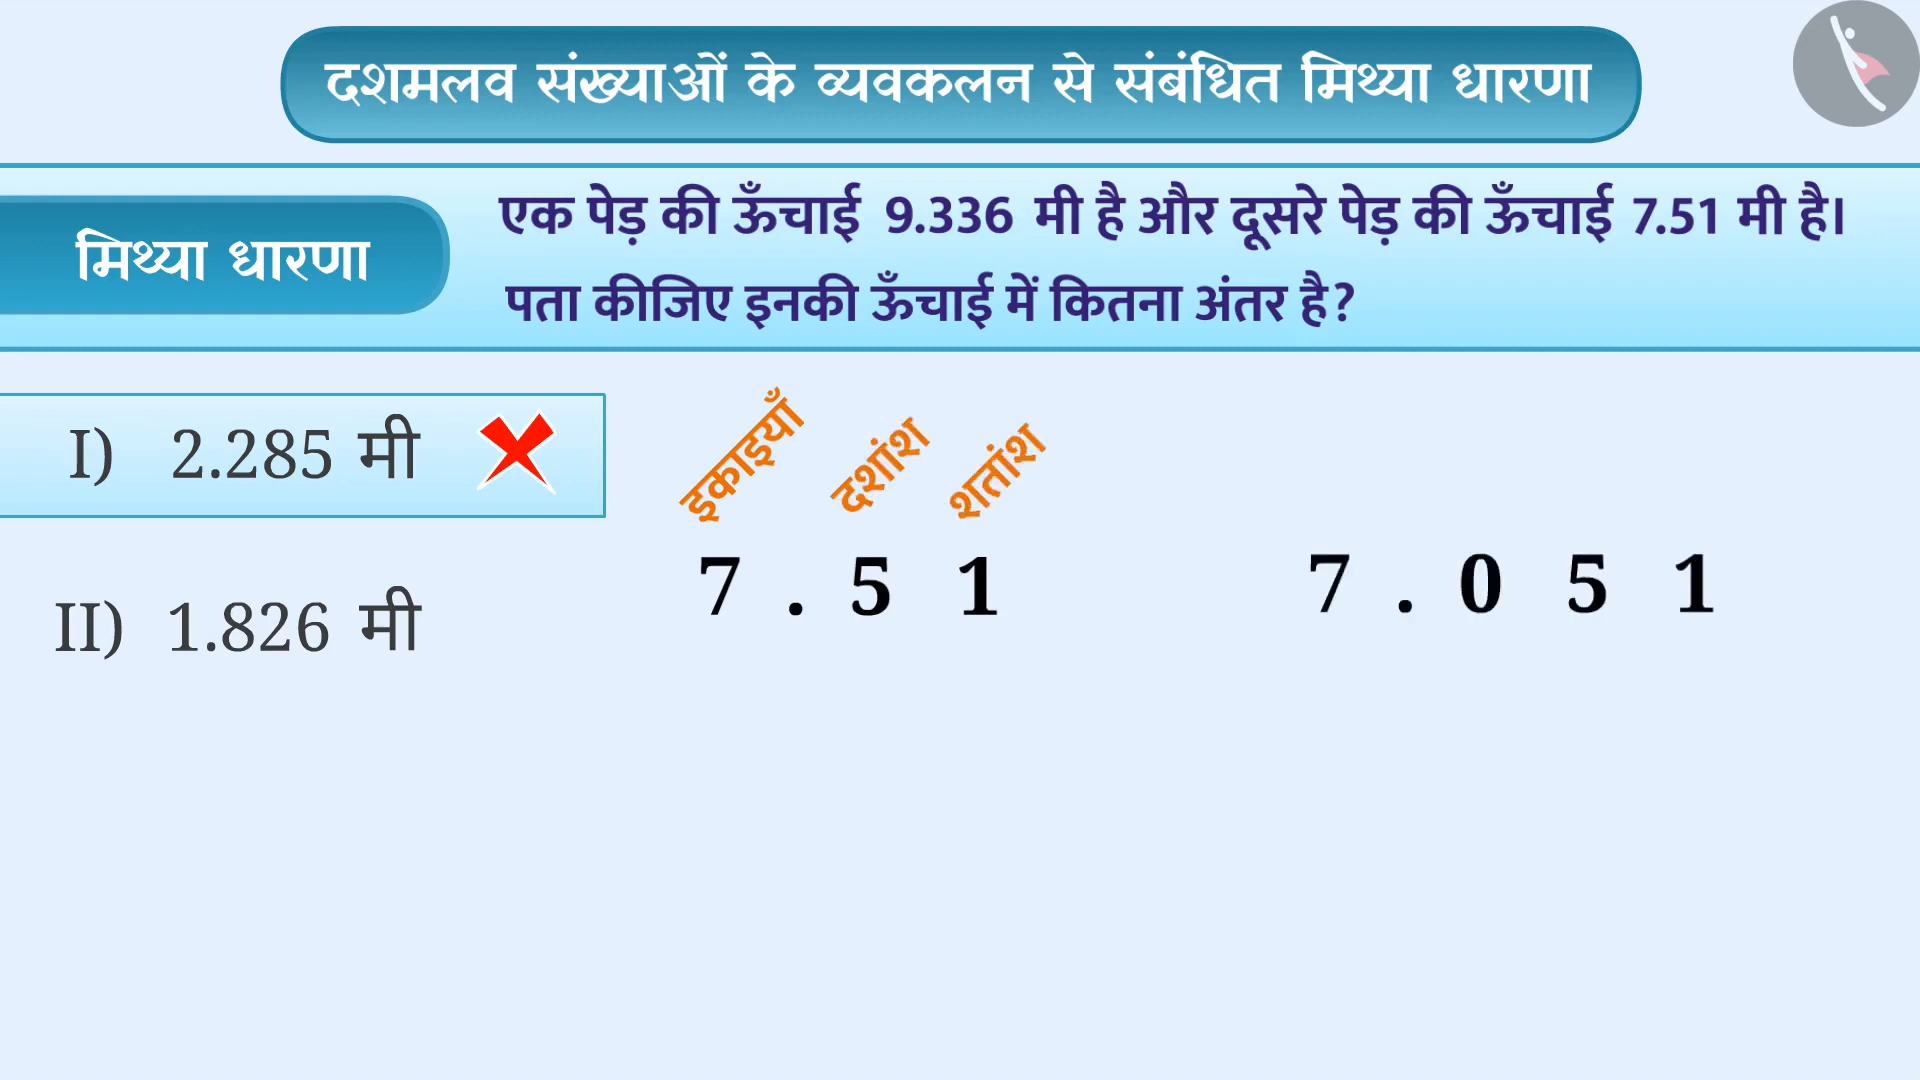 दशमलव संख्याओं के व्यवकलन से संबंधित मिथ्या धारणा
मिथ्या धारणा
एक पेड़ की ऊँचाई 9.336 मी है और दूसरे पेड़ की ऊँचाई 7.51 मी है।
पता कीजिए इनकी ऊँचाई में कितना अंतर है?
I) 2.285 मी
II) 1.826 मी
इकाइयाँ दशांश शतांश
7 . 5 1
7 . 0 5 1